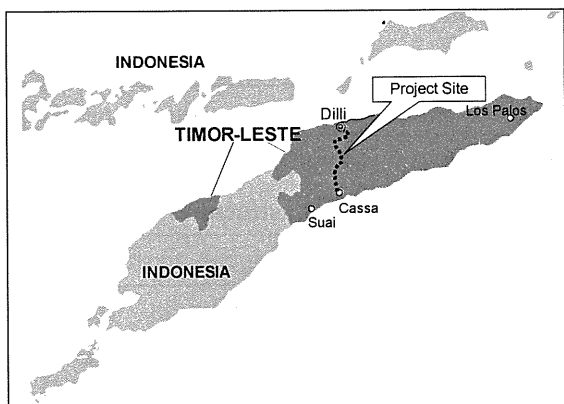 INDONESIA
Project Site
Dilli
Los Palos
TIMOR-LESTE
Cassa
Suai
INDONESIA